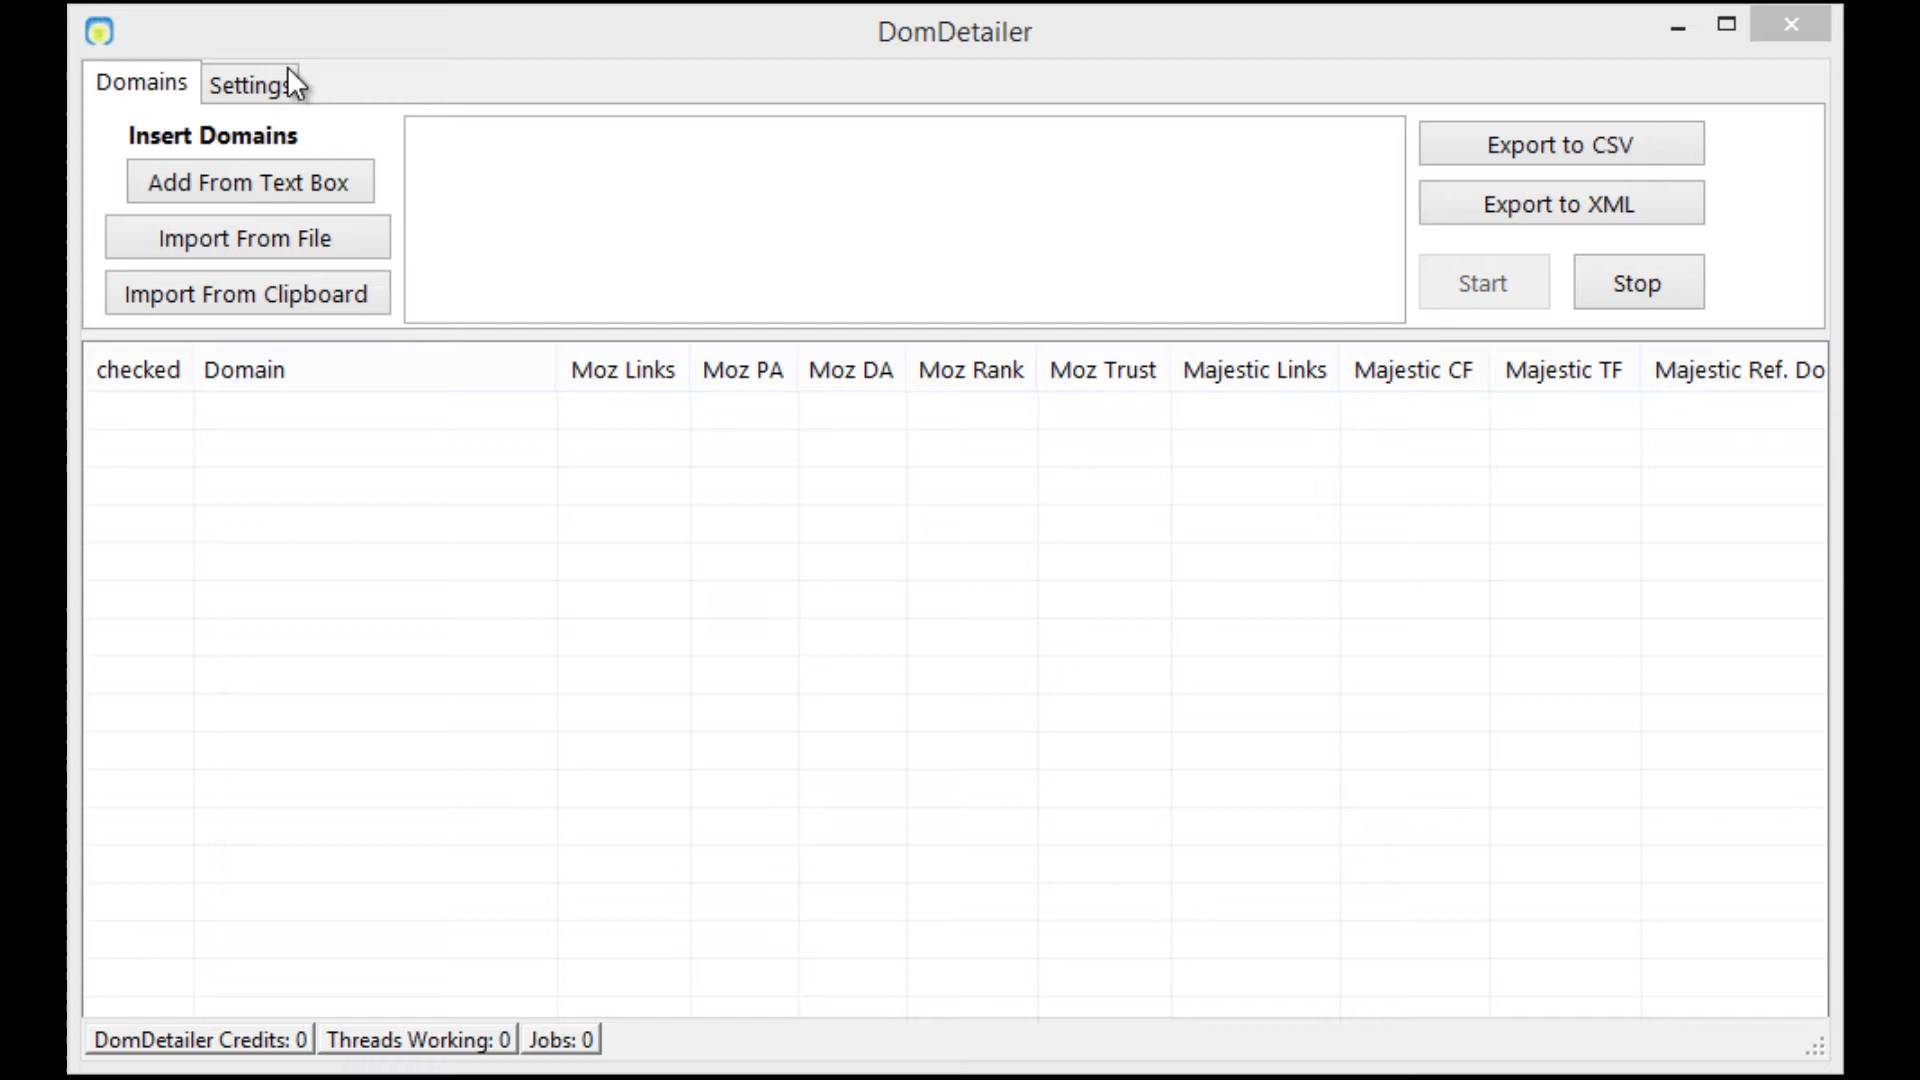 DomDetailer
Domains
Settings
Insert Domains
Add From Text Box
Import From File
Import From Clipboard
Export to CSV
Export to XML
Start
Stop
checked Domain Moz Links Moz PA Moz DA Moz Rank Moz Trust Majestic Links Majestic CF Majestic TF Majestic Ref. Do
DomDetailer Credits: 0 Threads Working: 0 Jobs: 0